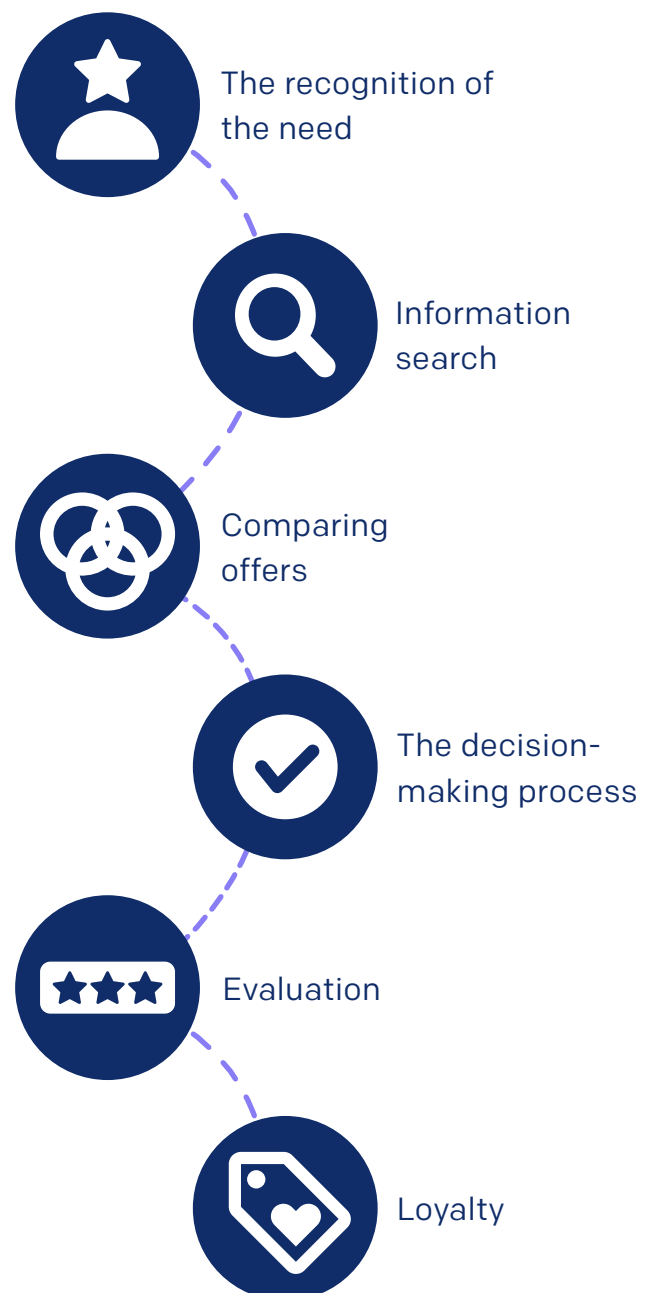 The recognition of
the need
Information
search
Comparing
offers
The decision-
making process
Evaluation
Loyalty